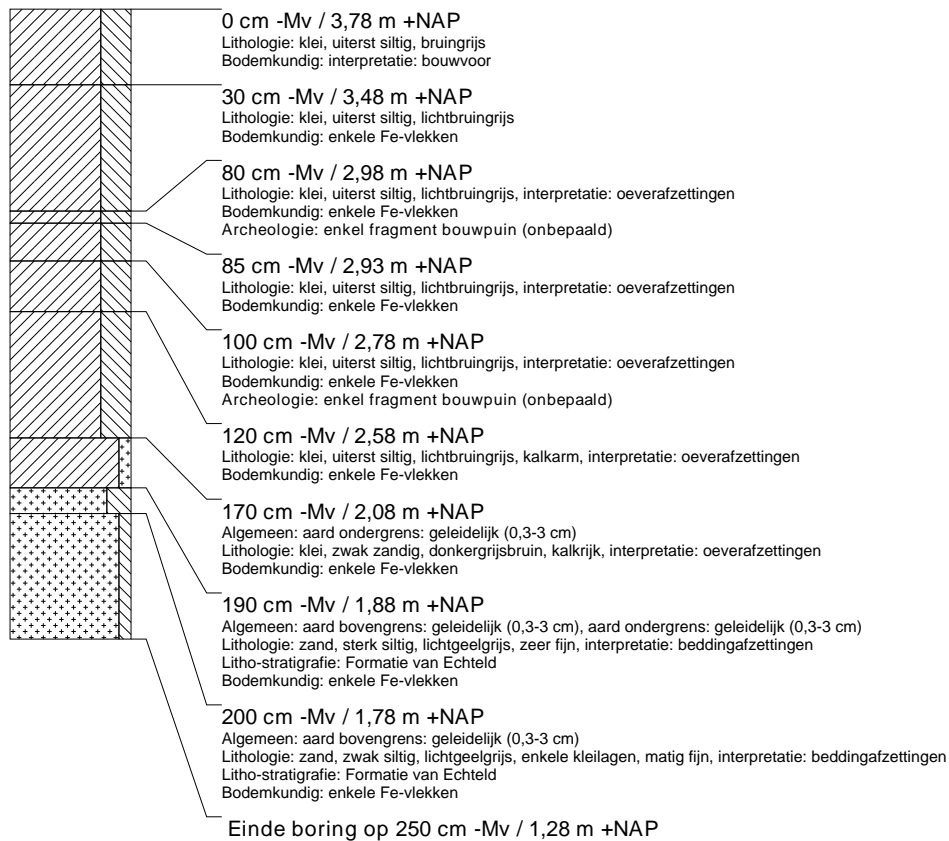 0 cm -Mv / 3,78 m +NAP
Lithologie: klei, uiterst siltig, bruingrijs
Bodemkundig: interpretatie: bouwvoor
30 cm -Mv / 3,48 m +NAP
Lithologie: klei, uiterst siltig, lichtbruingrijs
Bodemkundig: enkele Fe-vlekken
80 cm -Mv / 2,98 m +NAP
Lithologie: klei, uiterst siltig, lichtbruingrijs, interpretatie: oeverafzettingen
Bodemkundig: enkele Fe-vlekken
Archeologie: enkel fragment bouwpuin (onbepaald)
85 cm -Mv / 2,93 m +NAP
Lithologie: klei, uiterst siltig, lichtbruingrijs, interpretatie: oeverafzettingen
Bodemkundig: enkele Fe-vlekken
100 cm -Mv / 2,78 m +NAP
Lithologie: klei, uiterst siltig, lichtbruingrijs, interpretatie: oeverafzettingen
Bodemkundig: enkele Fe-vlekken
Archeologie: enkel fragment bouwpuin (onbepaald)
120 cm -Mv / 2,58 m +NAP
Lithologie: klei, uiterst siltig, lichtbruingrijs, kalkarm, interpretatie: oeverafzettingen
Bodemkundig: enkele Fe-vlekken
170 cm -Mv / 2,08 m +NAP
Algemeen: aard ondergrens: geleidelijk (0,3-3 cm)
Lithologie: klei, zwak zandig, donkergrijsbruin, kalkrijk, interpretatie: oeverafzettingen
Bodemkundig: enkele Fe-vlekken
190 cm -Mv / 1,88 m +NAP
Algemeen: aard bovengrens: geleidelijk (0,3-3 cm), aard ondergrens: geleidelijk (0,3-3 cm)
Lithologie: zand, sterk siltig, lichtgeelgrijs, zeer fijn, interpretatie: beddingafzettingen
Litho-stratigrafie: Formatie van Echteld
Bodemkundig: enkele Fe-vlekken
200 cm -Mv / 1,78 m +NAP
Algemeen: aard bovengrens: geleidelijk (0,3-3 cm)
Lithologie: zand, zwak siltig, lichtgeelgrijs, enkele kleilagen, matig fijn, interpretatie: beddingafzettingen
Litho-stratigrafie: Formatie van Echteld
Bodemkundig: enkele Fe-vlekken
Einde boring op 250 cm -Mv / 1,28 m +NAP